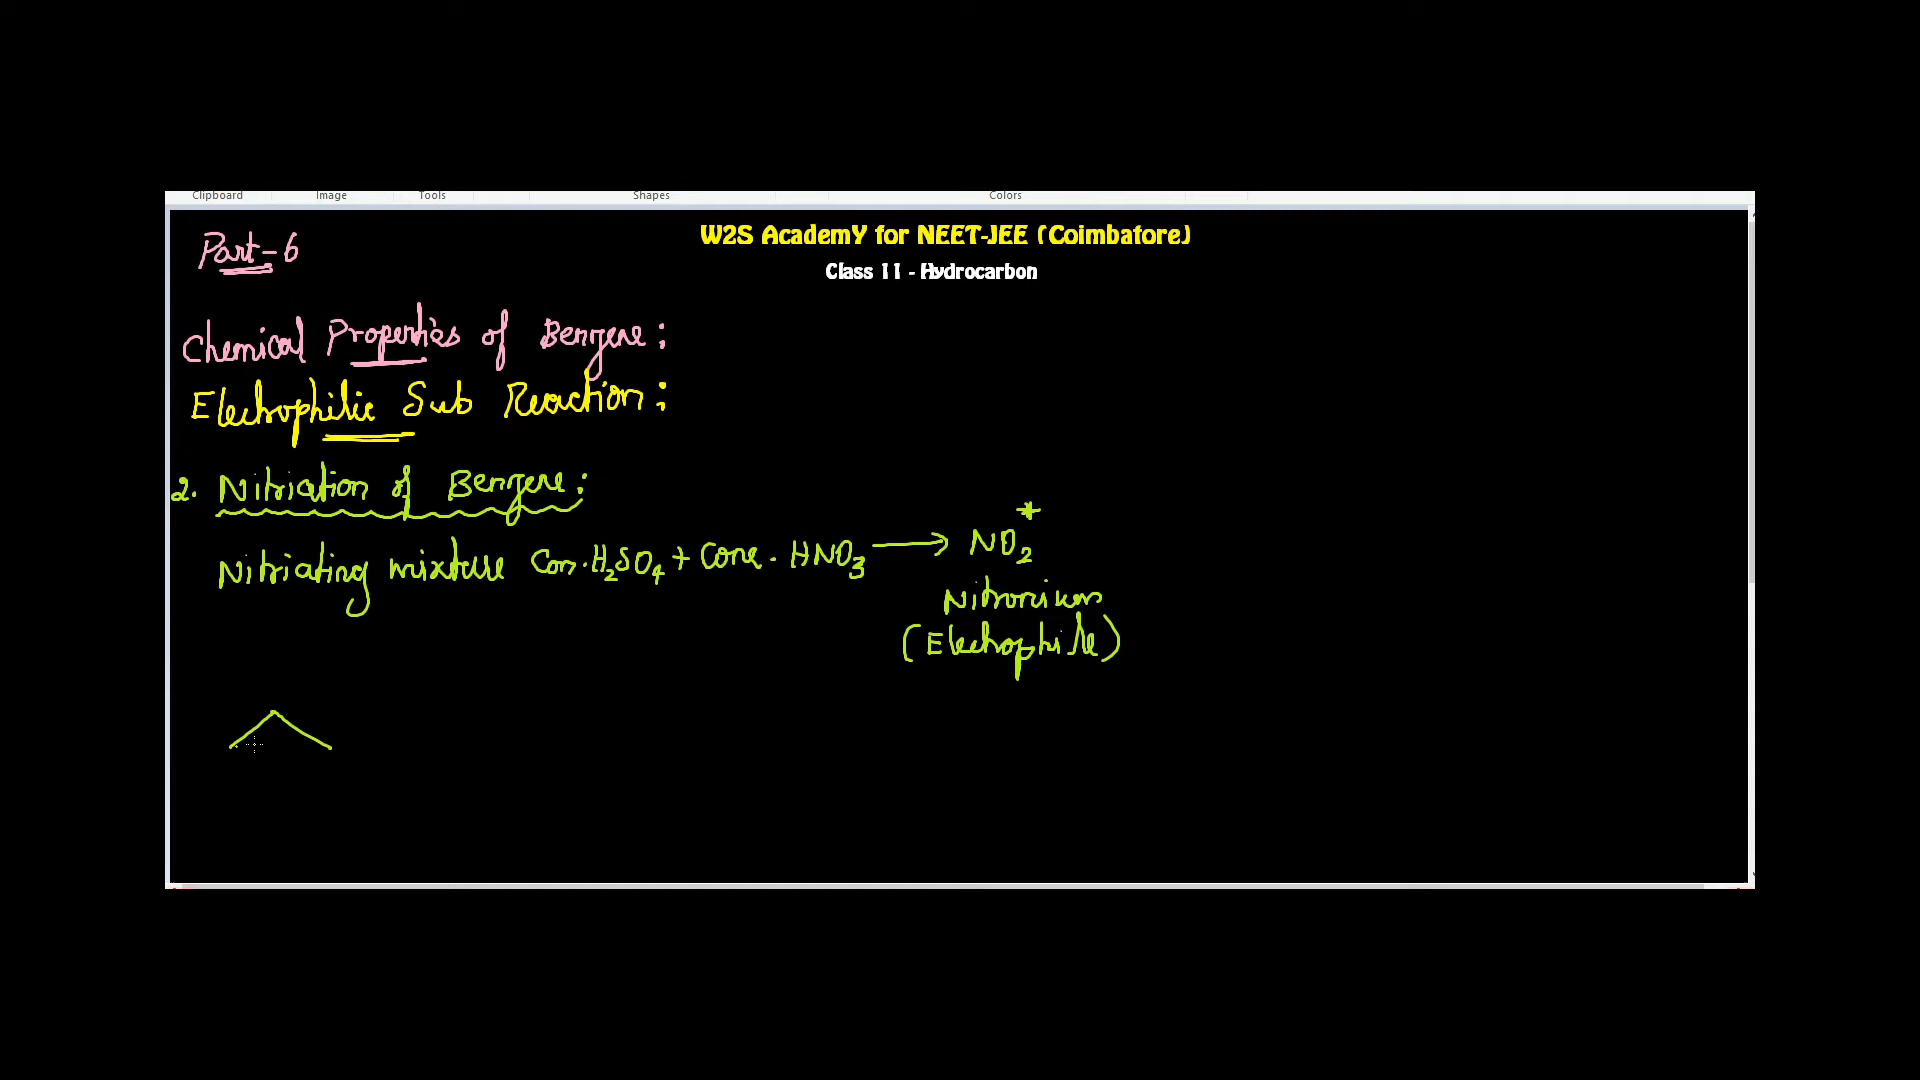 Clipboard Image Tools Shapes Colors
W2S AcademY for NEET-JEE (Coimbatore)
Part-6
Class 11 - Hydrocarbon
Chemical Properties of Benzene:
Electrophilic Sub Reaction:
2. Nitriation of Benzene:
Nitriating mixture Con. H₂SO₄ + Conc. HNO₃ ⟶ NO₂⁺
Nitronium
(Electrophile)